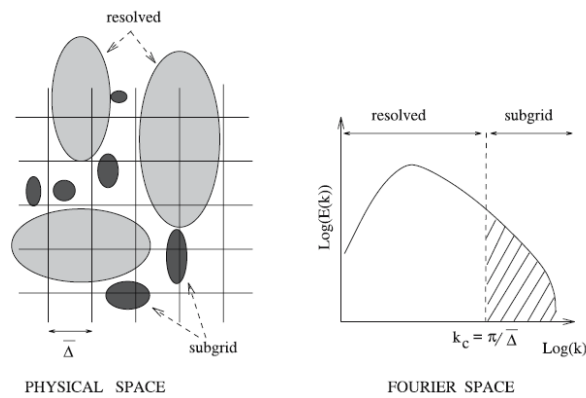 resolved
subgrid
Δ̅
PHYSICAL SPACE
resolved
subgrid
Log(E(k))
k_c = π/Δ̅
Log(k)
FOURIER SPACE